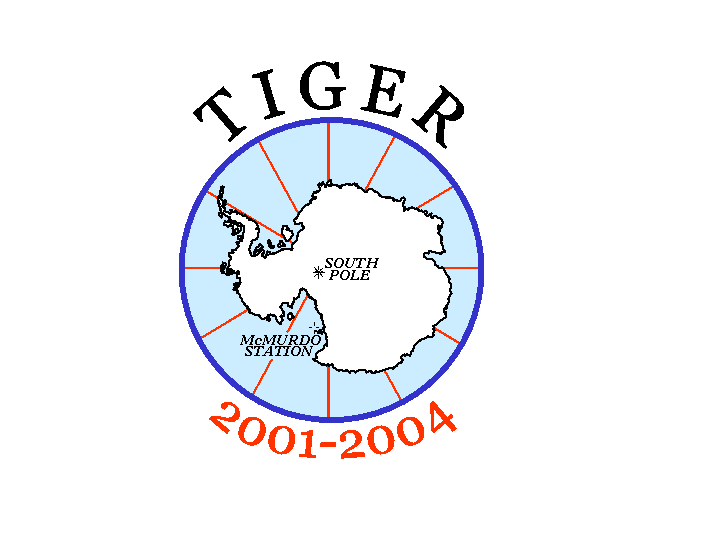 TIGER
SOUTH
POLE
McMURDO
STATION
2001-2004